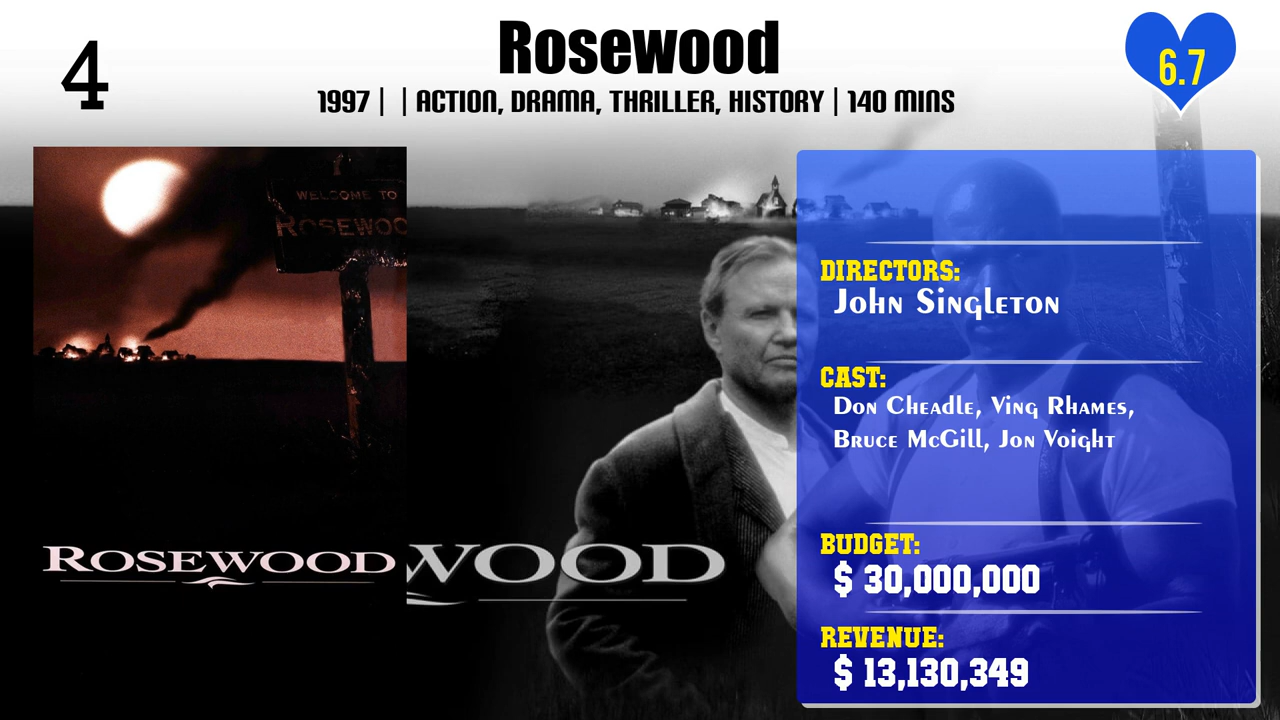 4
Rosewood
6.7
1997 | | ACTION, DRAMA, THRILLER, HISTORY | 140 MINS
WELCOME TO
ROSEWOO
ROSEWOOD
WOOD
DIRECTORS:
John Singleton
CAST:
Don Cheadle, Ving Rhames,
Bruce McGill, Jon Voight
BUDGET:
$ 30,000,000
REVENUE:
$ 13,130,349